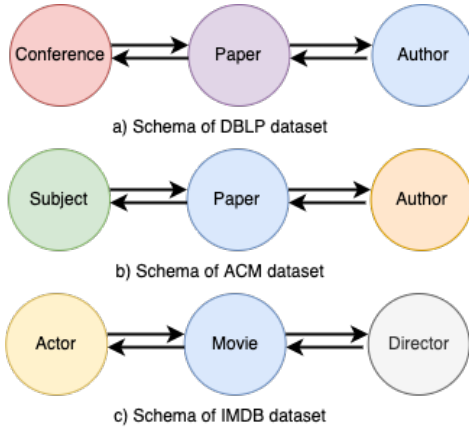 Conference Paper Author
a) Schema of DBLP dataset
Subject Paper Author
b) Schema of ACM dataset
Actor Movie Director
c) Schema of IMDB dataset